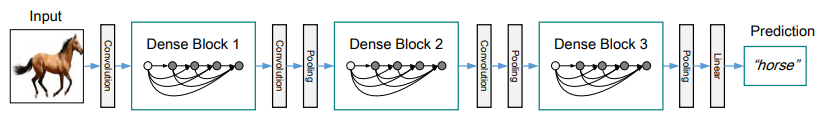 Input
Convolution
Dense Block 1
Convolution
Pooling
Dense Block 2
Convolution
Pooling
Dense Block 3
Pooling
Linear
Prediction
“horse”